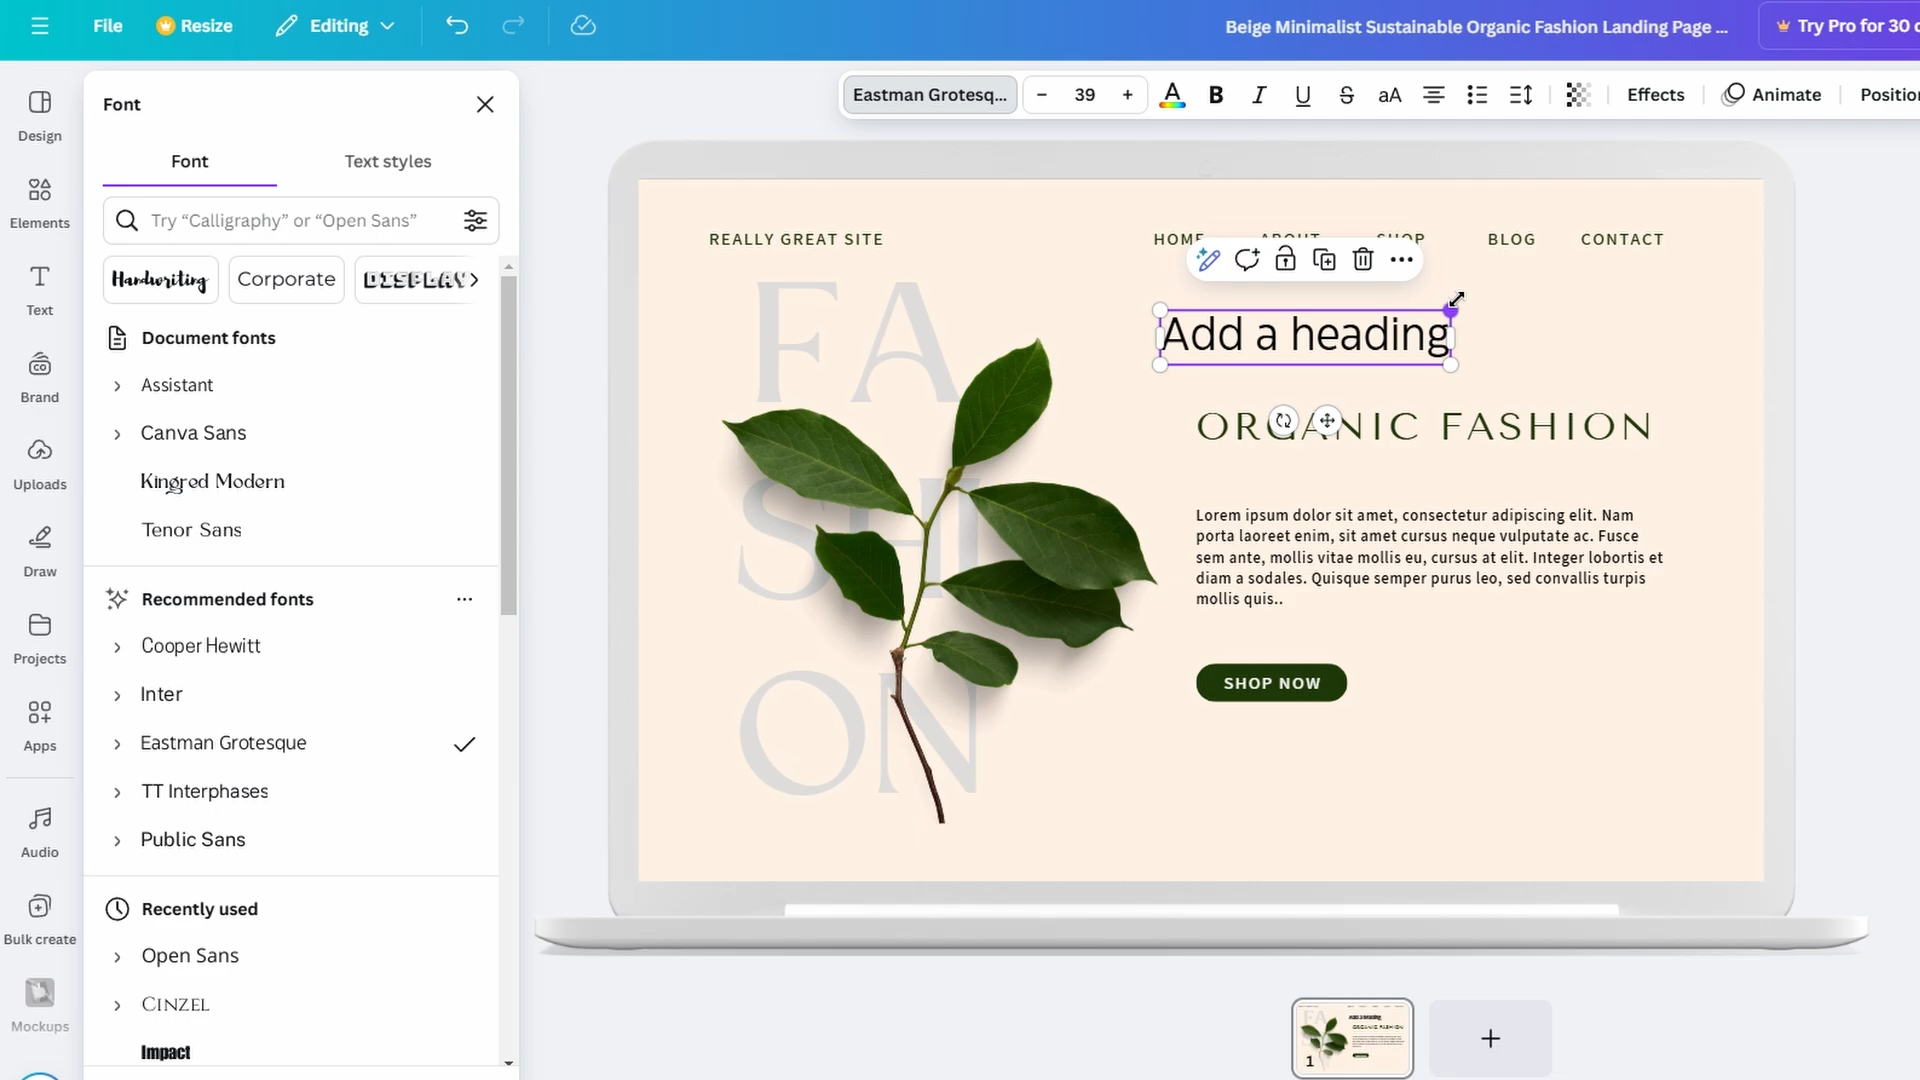 File
Resize
Editing
Beige Minimalist Sustainable Organic Fashion Landing Page ...
Try Pro for 30
Design
Elements
Text
Brand
Uploads
Draw
Projects
Apps
Audio
Bulk create
Mockups
Font
Font
Text styles
Try “Calligraphy” or “Open Sans”
Handwriting
Corporate
DISPLAY
Document fonts
Assistant
Canva Sans
Kingred Modern
Tenor Sans
Recommended fonts
Cooper Hewitt
Inter
Eastman Grotesque
TT Interphases
Public Sans
Recently used
Open Sans
CINZEL
Impact
Eastman Grotesq...
– 39 +
A
B
I
U
S
aA
Effects
Animate
Position
REALLY GREAT SITE
HOME
ABOUT
SHOP
BLOG
CONTACT
FA
SHI
ON
Add a heading
ORGANIC FASHION
Lorem ipsum dolor sit amet, consectetur adipiscing elit. Nam
porta laoreet enim, sit amet cursus neque vulputate ac. Fusce
sem ante, mollis vitae mollis eu, cursus at elit. Integer lobortis et
diam a sodales. Quisque semper purus leo, sed convallis turpis
mollis quis..
SHOP NOW
1